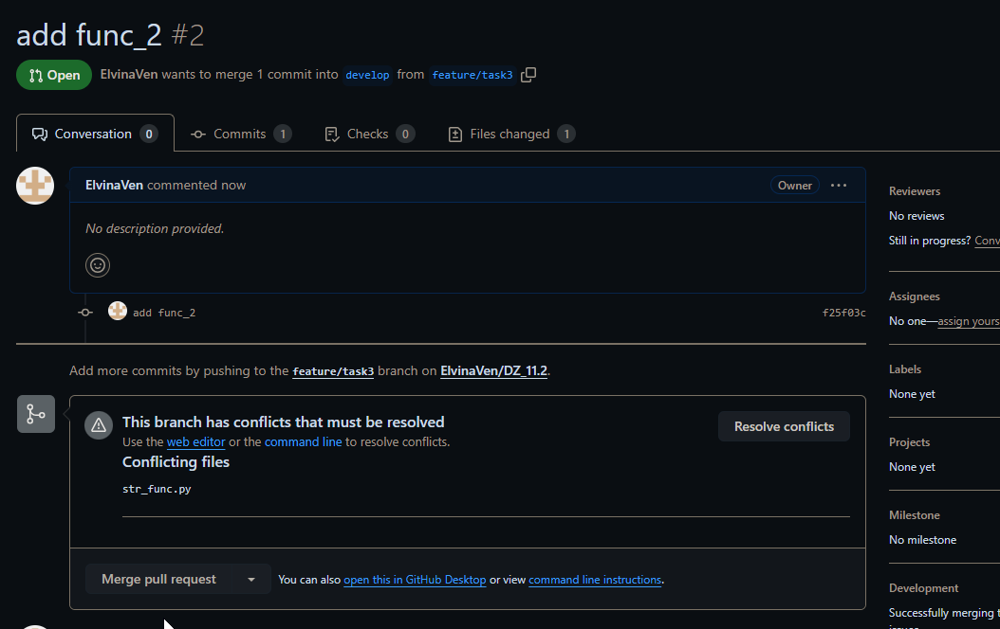 add func_2 #2
Open ElvinaVen wants to merge 1 commit into develop from feature/task3
Conversation 0 Commits 1 Checks 0 Files changed 1
ElvinaVen commented now Owner ...
No description provided.
add func_2 f25f03c
Add more commits by pushing to the feature/task3 branch on ElvinaVen/DZ_11.2.
This branch has conflicts that must be resolved
Use the web editor or the command line to resolve conflicts.
Resolve conflicts
Conflicting files
str_func.py
Merge pull request You can also open this in GitHub Desktop or view command line instructions.
Reviewers
No reviews
Still in progress? Conv
Assignees
No one—assign yours
Labels
None yet
Projects
None yet
Milestone
No milestone
Development
Successfully merging t